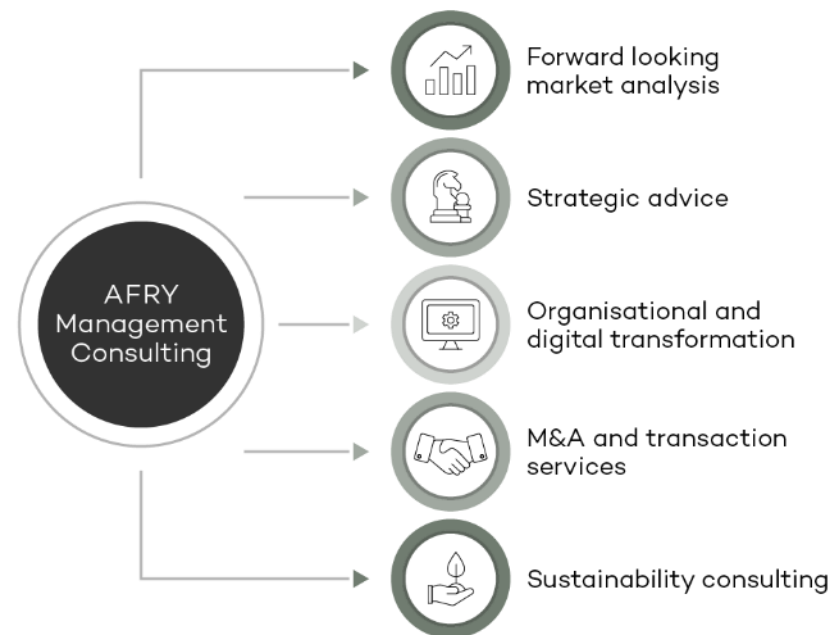 AFRY
Management
Consulting
Forward looking
market analysis
Strategic advice
Organisational and
digital transformation
M&A and transaction
services
Sustainability consulting